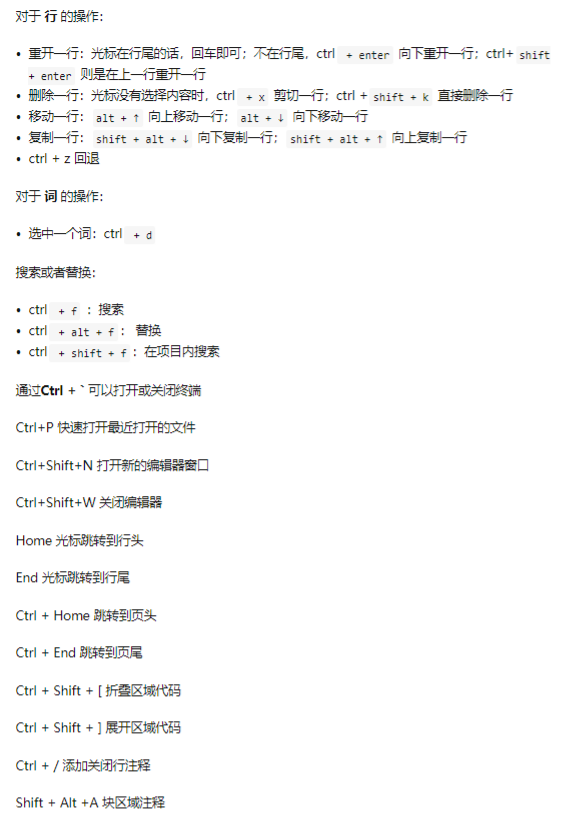 对于 行 的操作：
• 重开一行：光标在行尾的话，回车即可；不在行尾，ctrl + enter 向下重开一行；ctrl+ shift
+ enter 则是在上一行重开一行
• 删除一行：光标没有选择内容时，ctrl + x 剪切一行；ctrl + shift + k 直接删除一行
• 移动一行：alt + ↑ 向上移动一行；alt + ↓ 向下移动一行
• 复制一行：shift + alt + ↓ 向下复制一行；shift + alt + ↑ 向上复制一行
• ctrl + z 回退
对于 词 的操作：
• 选中一个词：ctrl + d
搜索或者替换：
• ctrl + f ：搜索
• ctrl + alt + f ： 替换
• ctrl + shift + f ：在项目内搜索
通过Ctrl + ` 可以打开或关闭终端
Ctrl+P 快速打开最近打开的文件
Ctrl+Shift+N 打开新的编辑器窗口
Ctrl+Shift+W 关闭编辑器
Home 光标跳转到行头
End 光标跳转到行尾
Ctrl + Home 跳转到页头
Ctrl + End 跳转到页尾
Ctrl + Shift + [ 折叠区域代码
Ctrl + Shift + ] 展开区域代码
Ctrl + / 添加关闭行注释
Shift + Alt +A 块区域注释